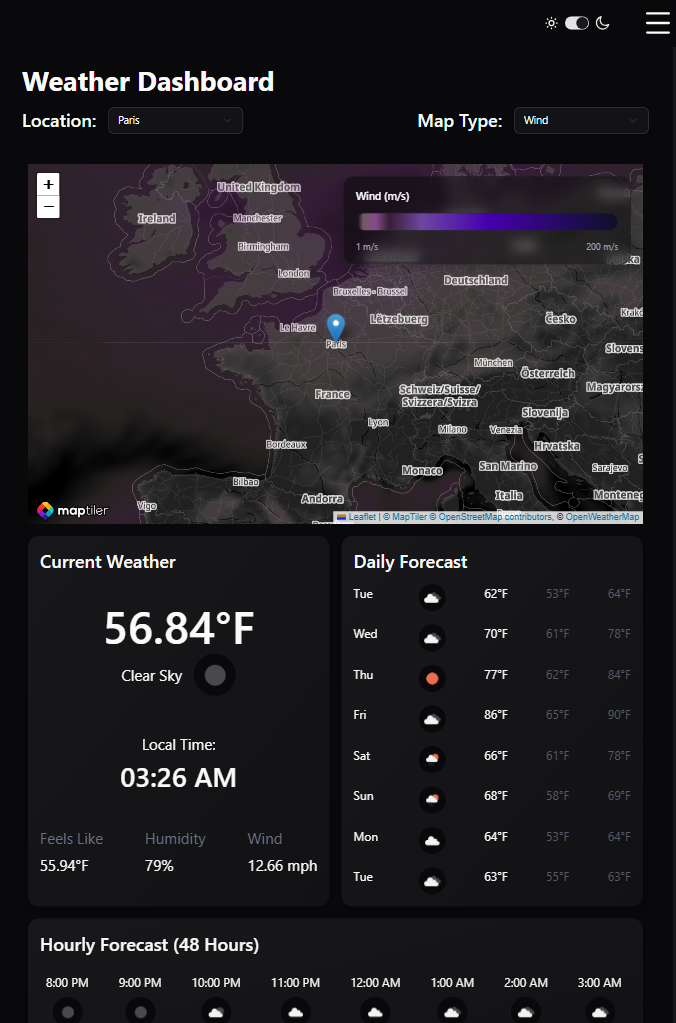 Weather Dashboard
Location: Paris Map Type: Wind
+
−
Wind (m/s)
1 m/s 200 m/s
United Kingdom
Ireland
Manchester
Birmingham
London
Deutschland
Bruxelles - Brussel
Le Havre
Lëtzebuerg
Česko
Paris
Slovens
München
Österreich
France
Schweiz/Suisse/
Svizzera/Svizra
Magyarorsz
Slovenija
Lyon
Milano
Venezia
Bordeaux
Hrvatska
Monaco
San Marino
Sarajevo
Bilbao
Andorra
Italia
Monteneg
Vigo
maptiler
Leaflet | © MapTiler © OpenStreetMap contributors, © OpenWeatherMap
Current Weather
56.84°F
Clear Sky
Local Time:
03:26 AM
Feels Like Humidity Wind
55.94°F 79% 12.66 mph
Daily Forecast
Tue 62°F 53°F 64°F
Wed 70°F 61°F 78°F
Thu 77°F 62°F 84°F
Fri 86°F 65°F 90°F
Sat 66°F 61°F 78°F
Sun 68°F 58°F 69°F
Mon 64°F 53°F 64°F
Tue 63°F 55°F 63°F
Hourly Forecast (48 Hours)
8:00 PM 9:00 PM 10:00 PM 11:00 PM 12:00 AM 1:00 AM 2:00 AM 3:00 AM